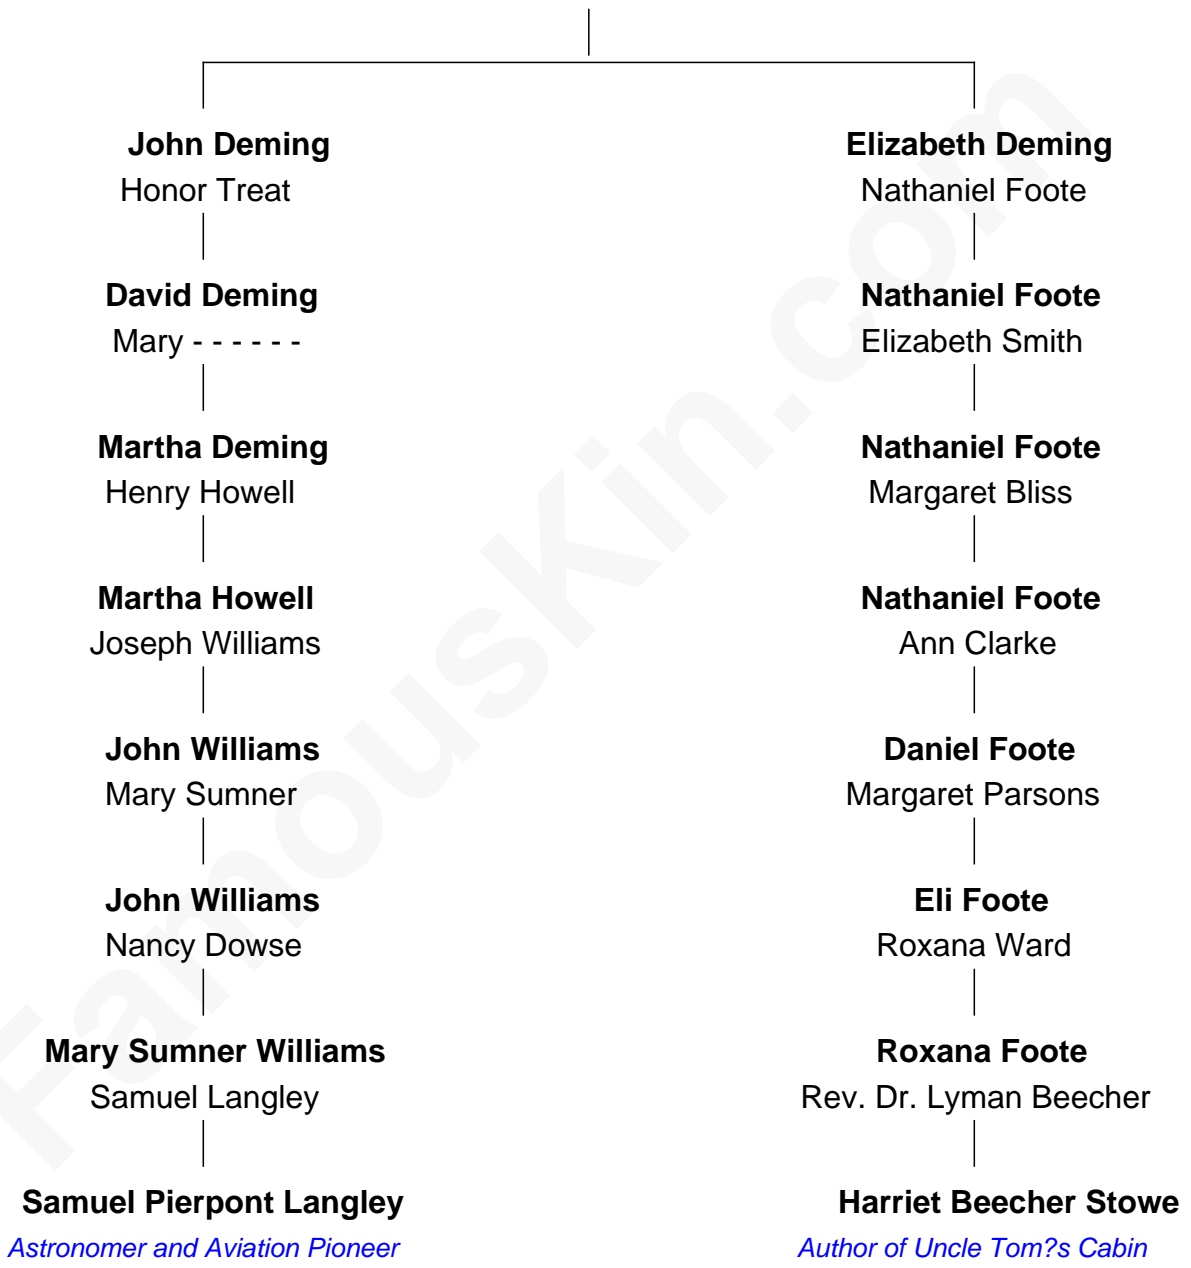 John Deming
Honor Treat
David Deming
Mary - - - - - -
Martha Deming
Henry Howell
Martha Howell
Joseph Williams
John Williams
Mary Sumner
John Williams
Nancy Dowse
Mary Sumner Williams
Samuel Langley
Samuel Pierpont Langley
Astronomer and Aviation Pioneer
Elizabeth Deming
Nathaniel Foote
Nathaniel Foote
Elizabeth Smith
Nathaniel Foote
Margaret Bliss
Nathaniel Foote
Ann Clarke
Daniel Foote
Margaret Parsons
Eli Foote
Roxana Ward
Roxana Foote
Rev. Dr. Lyman Beecher
Harriet Beecher Stowe
Author of Uncle Tom?s Cabin
FamousKin.com